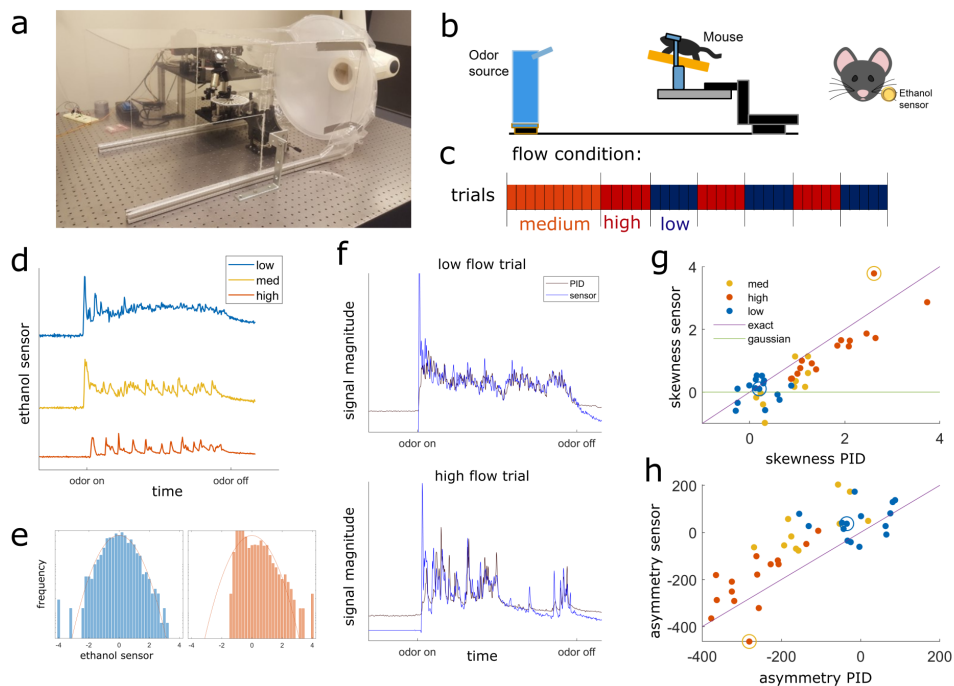 a
b
Odor
source
Mouse
Ethanol
sensor
c
flow condition:
trials
medium
high
low
d
low
med
high
ethanol sensor
odor on
odor off
time
e
frequency
-4
-2
0
2
4
-4
-2
0
2
4
ethanol sensor
f
low flow trial
PID
sensor
signal magnitude
odor on
odor off
high flow trial
signal magnitude
odor on
odor off
time
g
med
high
low
exact
gaussian
skewness sensor
4
2
0
0
2
4
skewness PID
h
asymmetry sensor
200
0
-200
-400
-400
-200
0
200
asymmetry PID